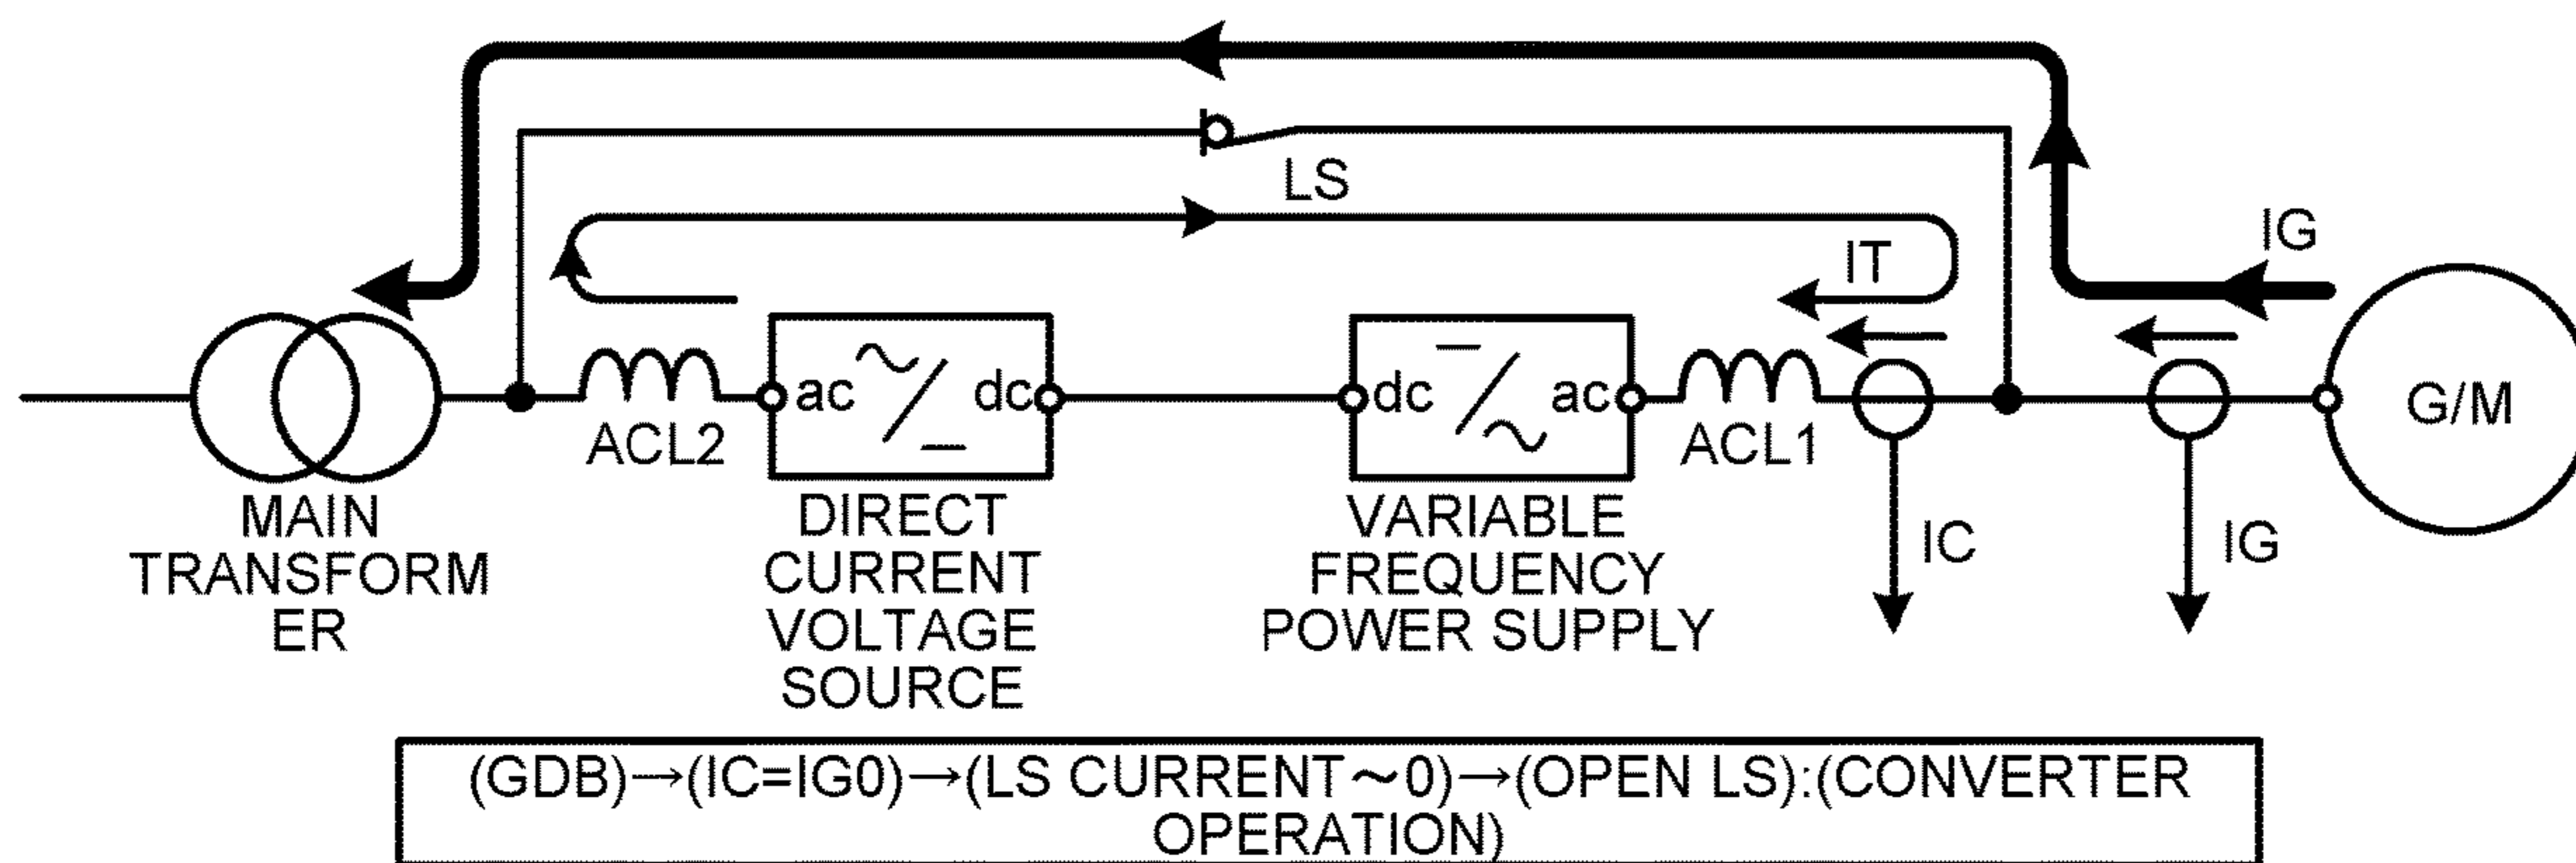 LS
IT
IG
ac
dc
dc
ac
G/M
ACL2
ACL1
MAIN
TRANSFORM
ER
DIRECT
CURRENT
VOLTAGE
SOURCE
VARIABLE
FREQUENCY
POWER SUPPLY
IC
IG
(GDB)→(IC=IG0)→(LS CURRENT~0)→(OPEN LS):(CONVERTER
OPERATION)